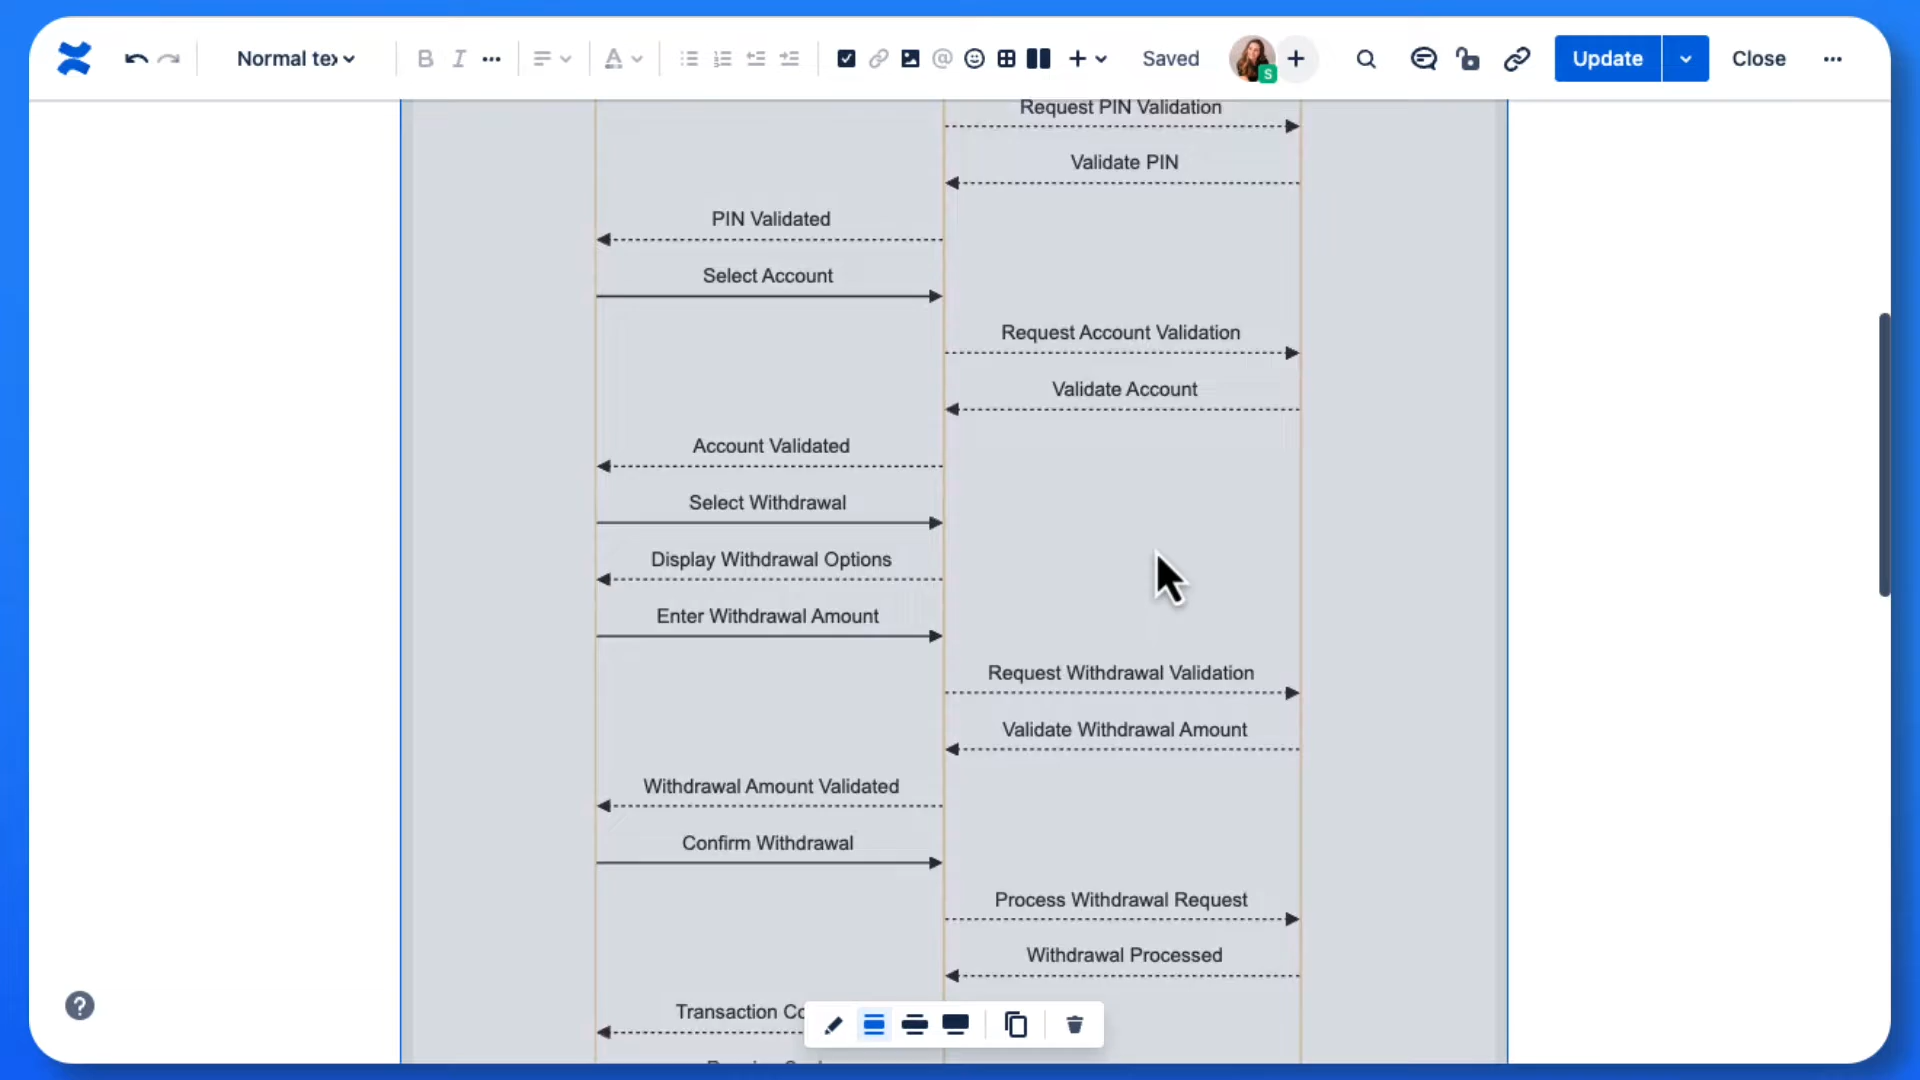 Normal tex
B I
A
Saved
S
Update
Close
Request PIN Validation
Validate PIN
PIN Validated
Select Account
Request Account Validation
Validate Account
Account Validated
Select Withdrawal
Display Withdrawal Options
Enter Withdrawal Amount
Request Withdrawal Validation
Validate Withdrawal Amount
Withdrawal Amount Validated
Confirm Withdrawal
Process Withdrawal Request
Withdrawal Processed
Transaction Co
?